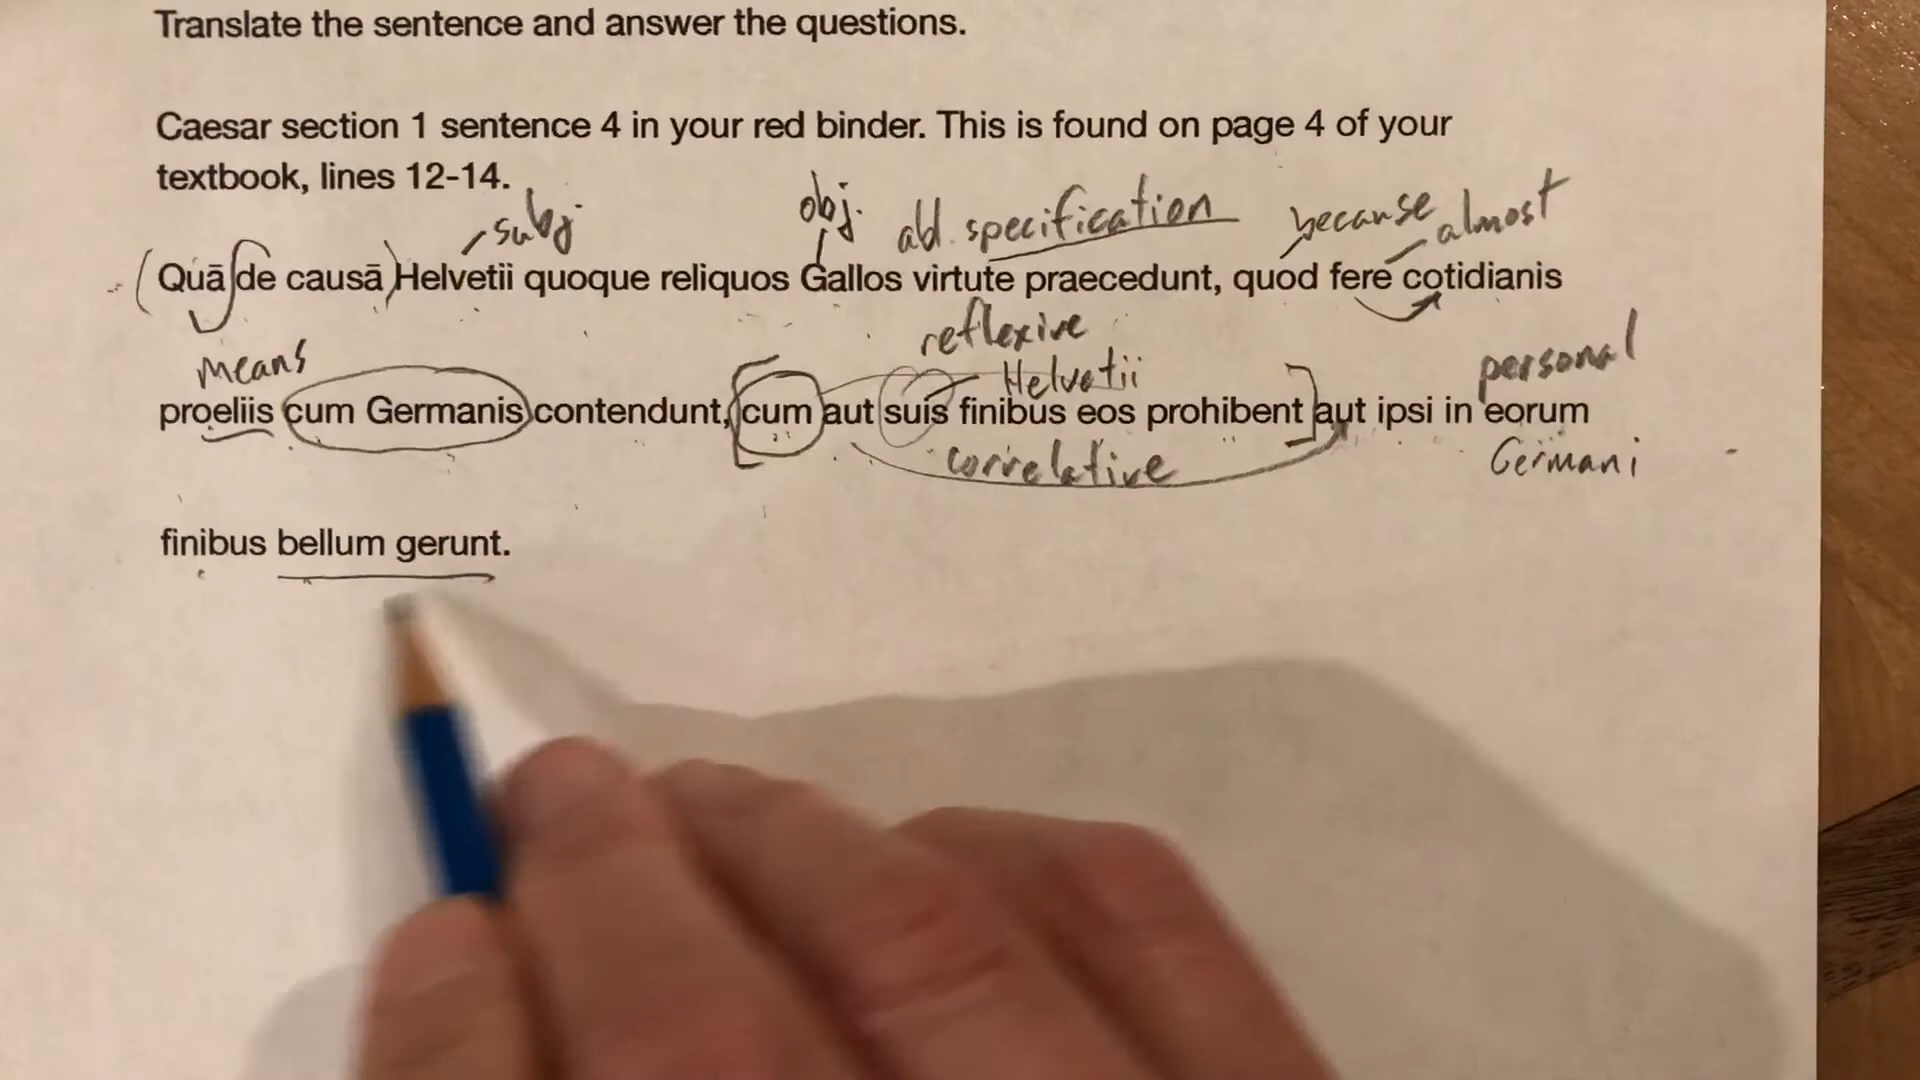 Translate the sentence and answer the questions.
Caesar section 1 sentence 4 in your red binder. This is found on page 4 of your
textbook, lines 12-14.
subj obj. abl. specification because almost
Quā de causā Helvetii quoque reliquos Gallos virtute praecedunt, quod fere cotidianis
means reflexive Helvetii personal
proeliis cum Germanis contendunt, cum aut suis finibus eos prohibent aut ipsi in eorum
correlative Germani
finibus bellum gerunt.